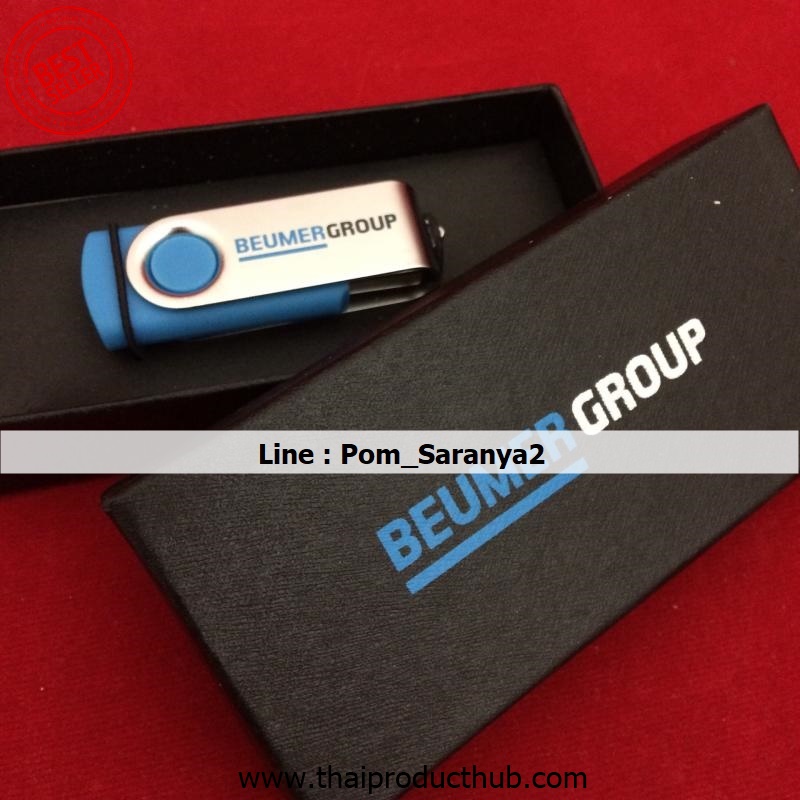 BEST
BEUMERGROUP
BEUMERGROUP
Line : Pom_Saranya2
www.thaiproducthub.com